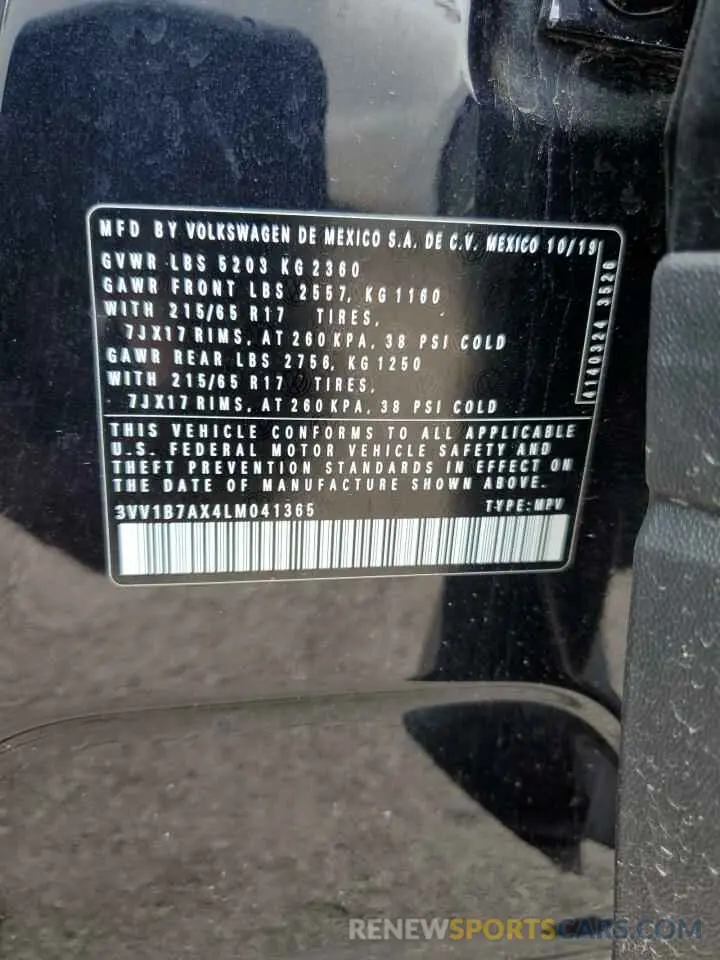 MFD BY VOLKSWAGEN DE MEXICO S.A. DE C.V. MEXICO 10/19
GVWR LBS 5203 KG 2360
GAWR FRONT LBS 2557, KG 1160
WITH 215/65 R17 TIRES,
7JX17 RIMS, AT 260 KPA, 38 PSI COLD
GAWR REAR LBS 2756, KG 1250
WITH 215/65 R17 TIRES,
7JX17 RIMS, AT 260 KPA, 38 PSI COLD
4140324 3520
THIS VEHICLE CONFORMS TO ALL APPLICABLE
U.S. FEDERAL MOTOR VEHICLE SAFETY AND
THEFT PREVENTION STANDARDS IN EFFECT ON
THE DATE OF MANUFACTURE SHOWN ABOVE.
3VV1B7AX4LM041365 TYPE: MPV
RENEWSPORTSCARS.COM